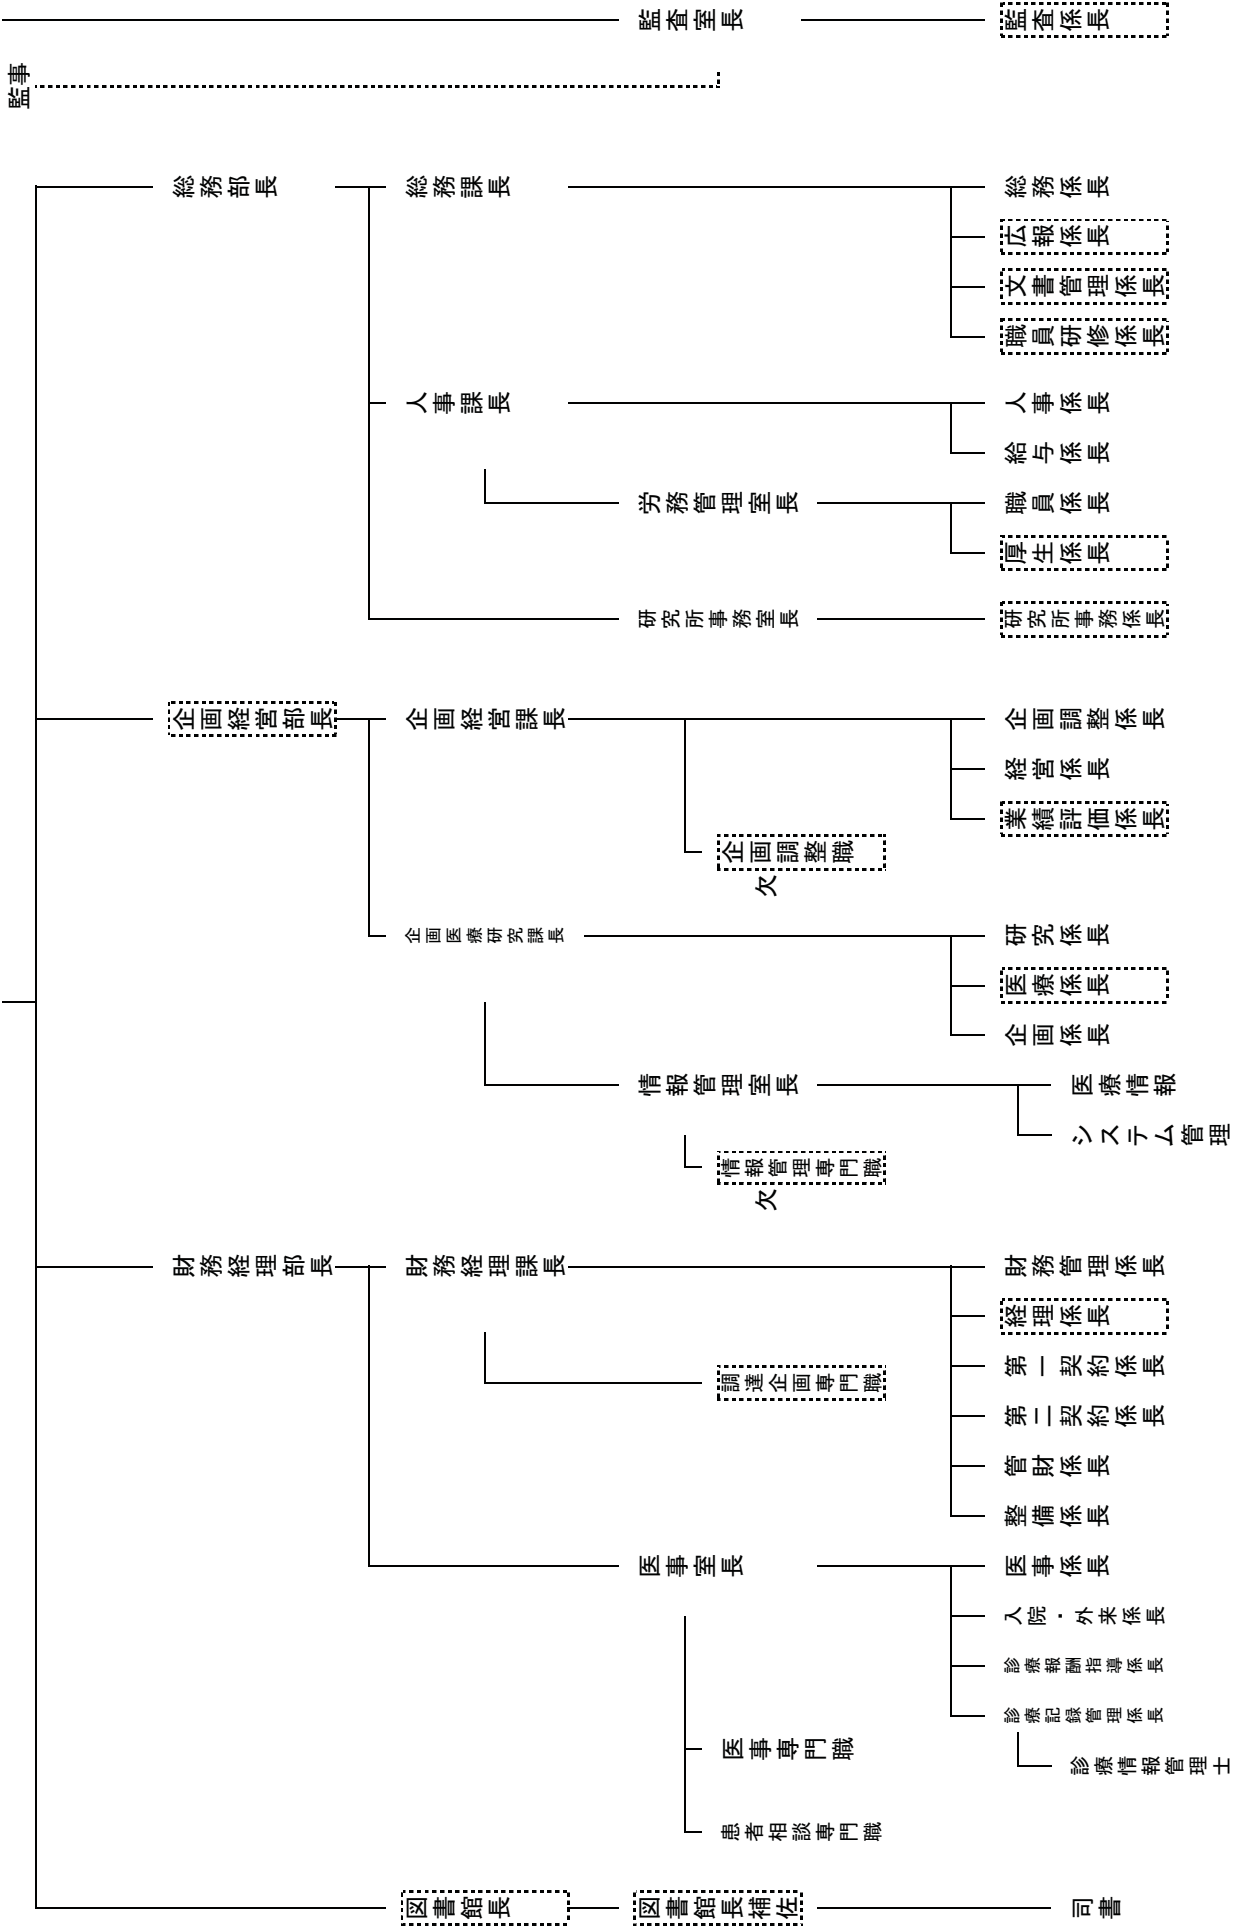 監査室長
監査係長
監事
総務部長
総務課長
総務係長
広報係長
文書管理係長
職員研修係長
人事課長
人事係長
給与係長
労務管理室長
職員係長
厚生係長
研究所事務室長
研究所事務係長
企画経営部長
企画経営課長
企画調整係長
経営係長
業績評価係長
企画調整職
欠
企画医療研究課長
研究係長
医療係長
企画係長
情報管理室長
医療情報
システム管理
情報管理専門職
欠
財務経理部長
財務経理課長
財務管理係長
経理係長
第一契約係長
調達企画専門職
第二契約係長
管財係長
整備係長
医事室長
医事係長
入院・外来係長
診療報酬指導係長
診療記録管理係長
医事専門職
診療情報管理士
患者相談専門職
図書館長
図書館長補佐
司書